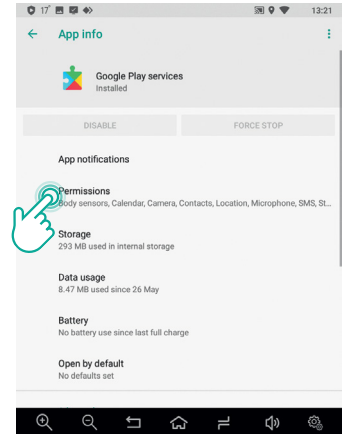 17° 13:21
App info
Google Play services
Installed
DISABLE FORCE STOP
App notifications
Permissions
Body sensors, Calendar, Camera, Contacts, Location, Microphone, SMS, St...
Storage
293 MB used in internal storage
Data usage
8.47 MB used since 26 May
Battery
No battery use since last full charge
Open by default
No defaults set